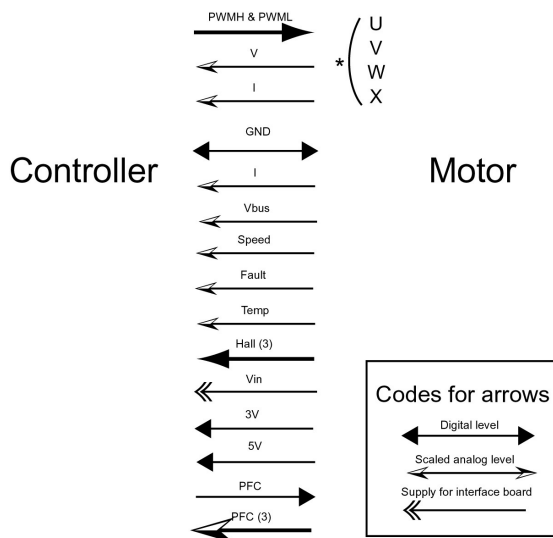 PWMH & PWML
V
I
*
U
V
W
X
GND
Controller
Motor
I
Vbus
Speed
Fault
Temp
Hall (3)
Vin
3V
5V
PFC
PFC (3)
Codes for arrows
Digital level
Scaled analog level
Supply for interface board